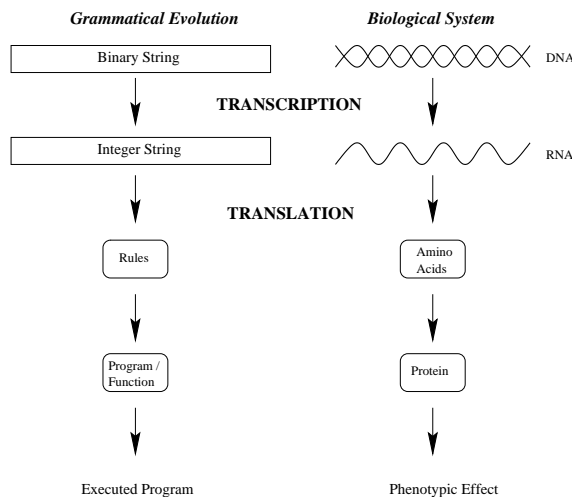 Grammatical Evolution
Biological System
Binary String
DNA
TRANSCRIPTION
Integer String
RNA
TRANSLATION
Rules
Amino
Acids
Program /
Function
Protein
Executed Program
Phenotypic Effect